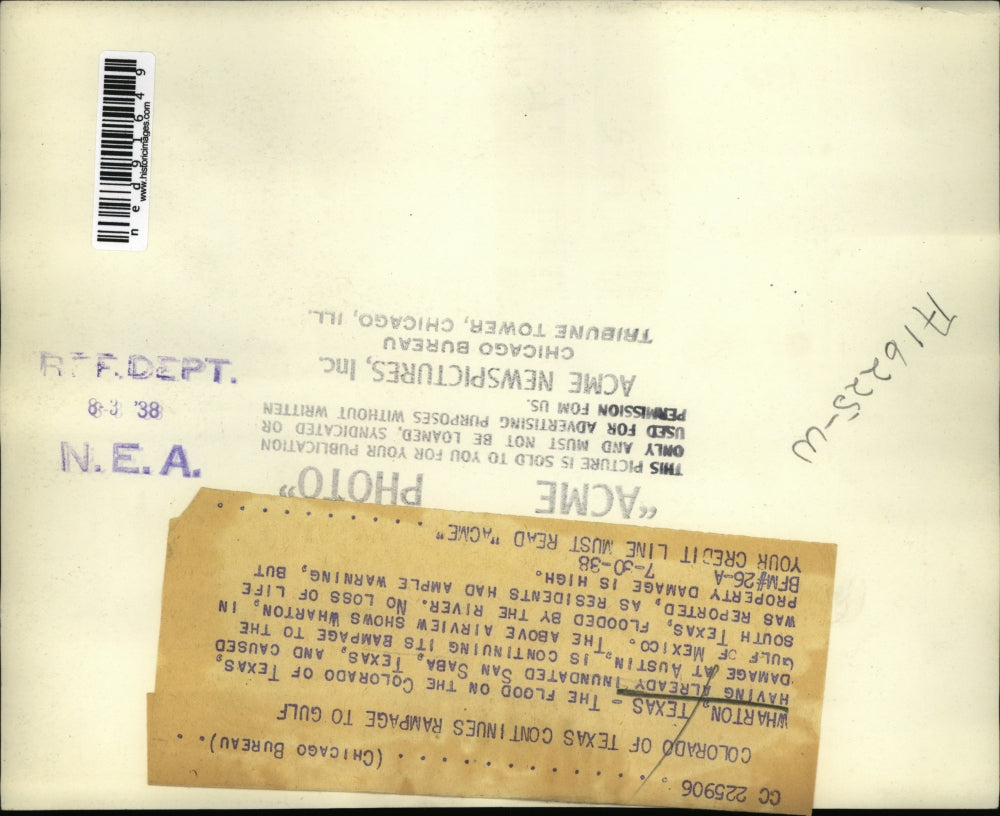 ned91649
www.historicimages.com
REF.DEPT.
8-3 '38
N.E.A.
"ACME PHOTO"
THIS PICTURE IS SOLD TO YOU FOR YOUR PUBLICATION
ONLY AND MUST NOT BE LOANED, SYNDICATED OR
USED FOR ADVERTISING PURPOSES WITHOUT WRITTEN
PERMISSION FOM US.
ACME NEWSPICTURES, Inc.
CHICAGO BUREAU
TRIBUNE TOWER, CHICAGO, ILL.
CC 225906 . . . . . . . . . . . . . (CHICAGO BUREAU). .
COLORADO OF TEXAS CONTINUES RAMPAGE TO GULF
WHARTON, TEXAS - THE FLOOD ON THE COLORADO OF TEXAS,
HAVING ALREADY INUNDATED SAN SABA, TEXAS, AND CAUSED
DAMAGE AT AUSTIN, IS CONTINUING ITS BAMPAGE TO THE
GULF OF MEXICO. THE ABOVE AIRVIEW SHOWS WHARTON, IN
SOUTH TEXAS, FLOODED BY THE RIVER. NO LOSS OF LIFE
WAS REPORTED, AS RESIDENTS HAD AMPLE WARNING, BUT
PROPERTY DAMAGE IS HIGH.
BFM#26-A 7-30-38
YOUR CREDIT LINE MUST READ "ACME"